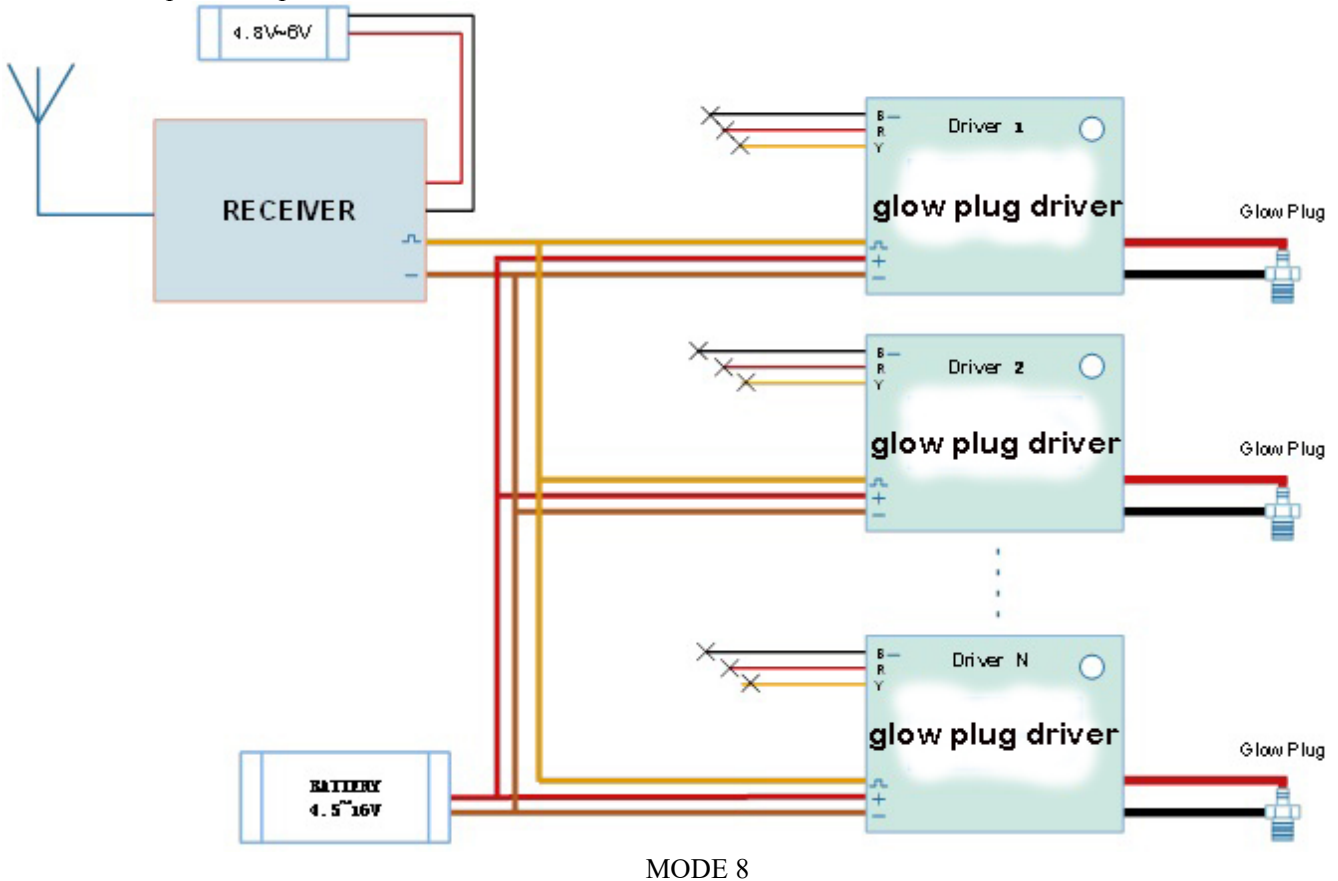 4.8V~6V
RECEIVER
-
B-
R
Y
Driver 1
glow plug driver
+
-
Glow Plug
B-
R
Y
Driver 2
glow plug driver
+
-
Glow Plug
B-
R
Y
Driver N
glow plug driver
+
-
Glow Plug
BATTERY
4.5~16V
MODE 8